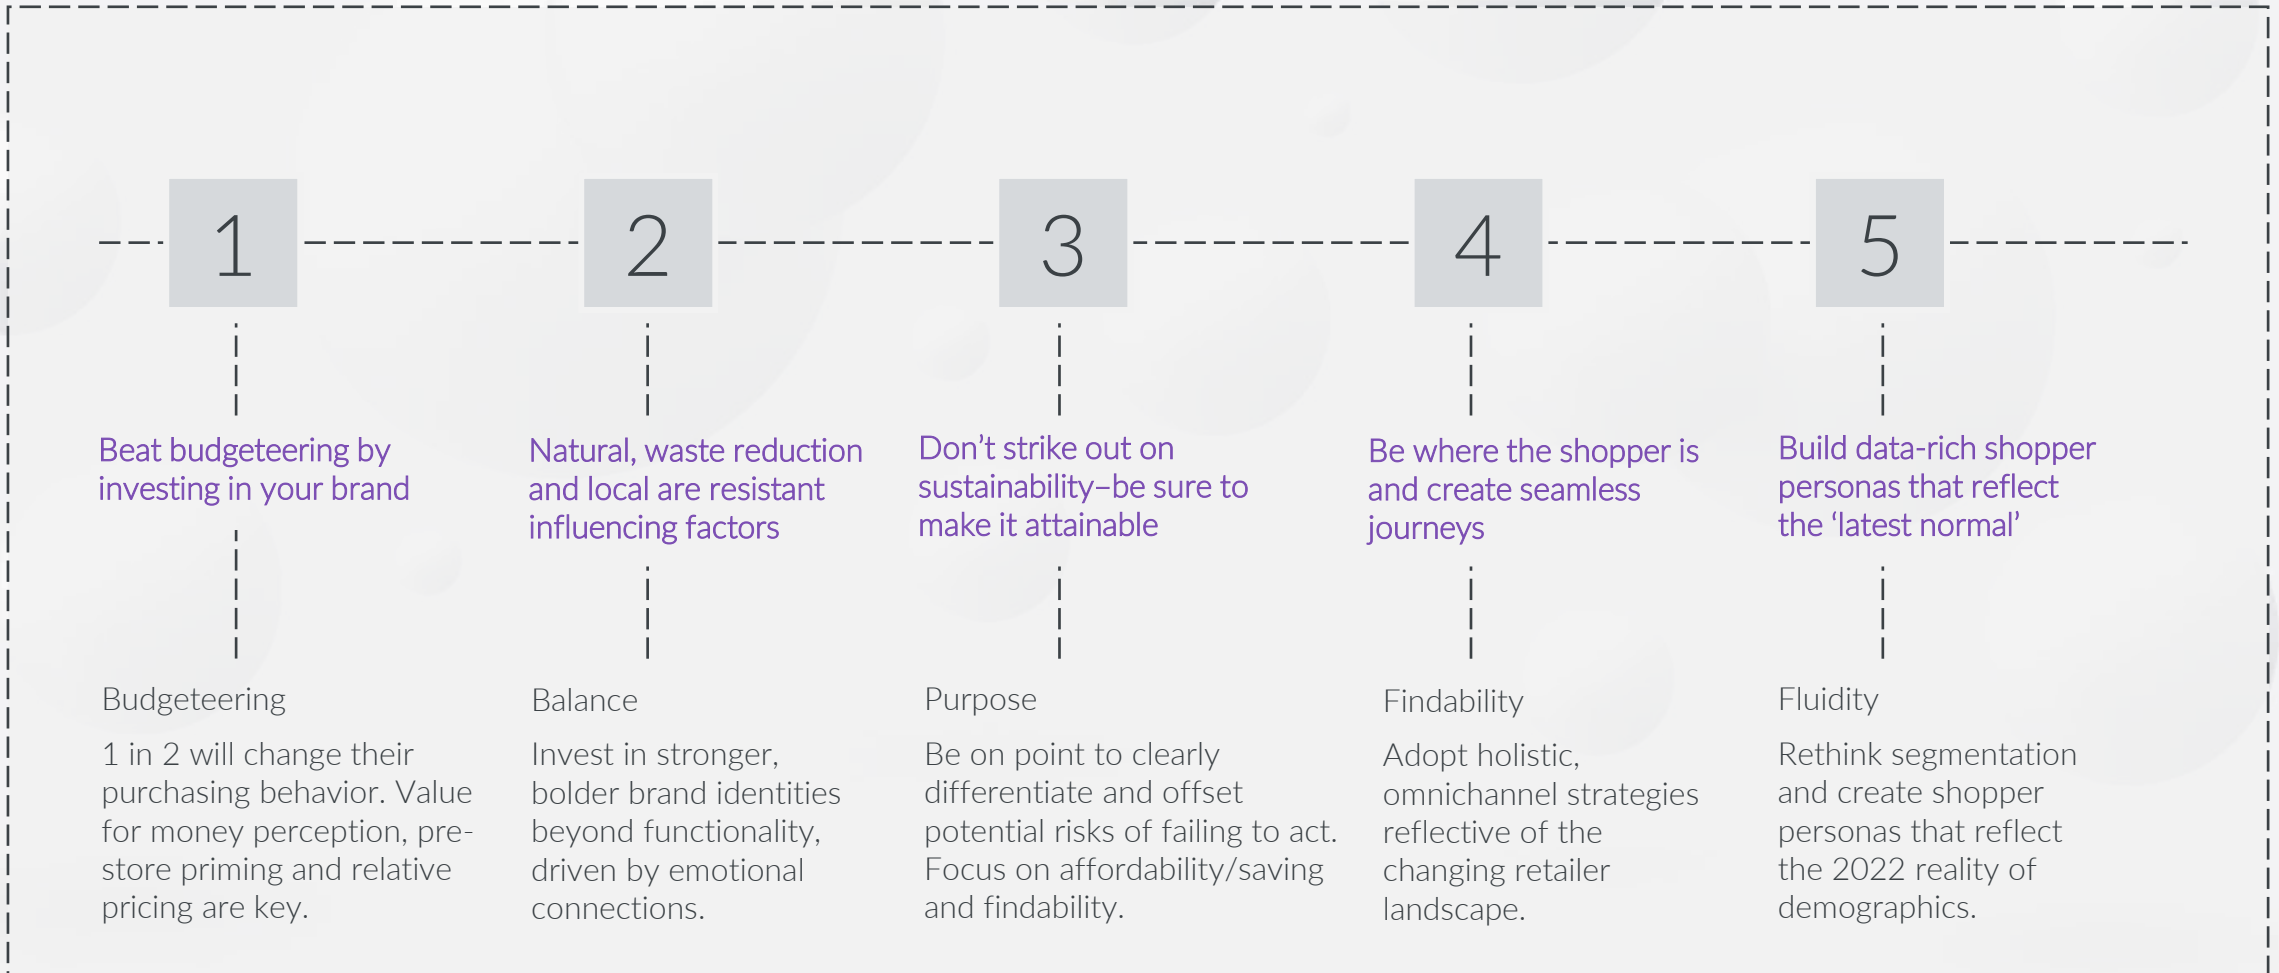 1
2
3
4
5
Beat budgeteering by
investing in your brand
Natural, waste reduction
and local are resistant
influencing factors
Don’t strike out on
sustainability–be sure to
make it attainable
Be where the shopper is
and create seamless
journeys
Build data-rich shopper
personas that reflect
the ‘latest normal’
Budgeteering
1 in 2 will change their
purchasing behavior. Value
for money perception, pre-
store priming and relative
pricing are key.
Balance
Invest in stronger,
bolder brand identities
beyond functionality,
driven by emotional
connections.
Purpose
Be on point to clearly
differentiate and offset
potential risks of failing to act.
Focus on affordability/saving
and findability.
Findability
Adopt holistic,
omnichannel strategies
reflective of the
changing retailer
landscape.
Fluidity
Rethink segmentation
and create shopper
personas that reflect
the 2022 reality of
demographics.